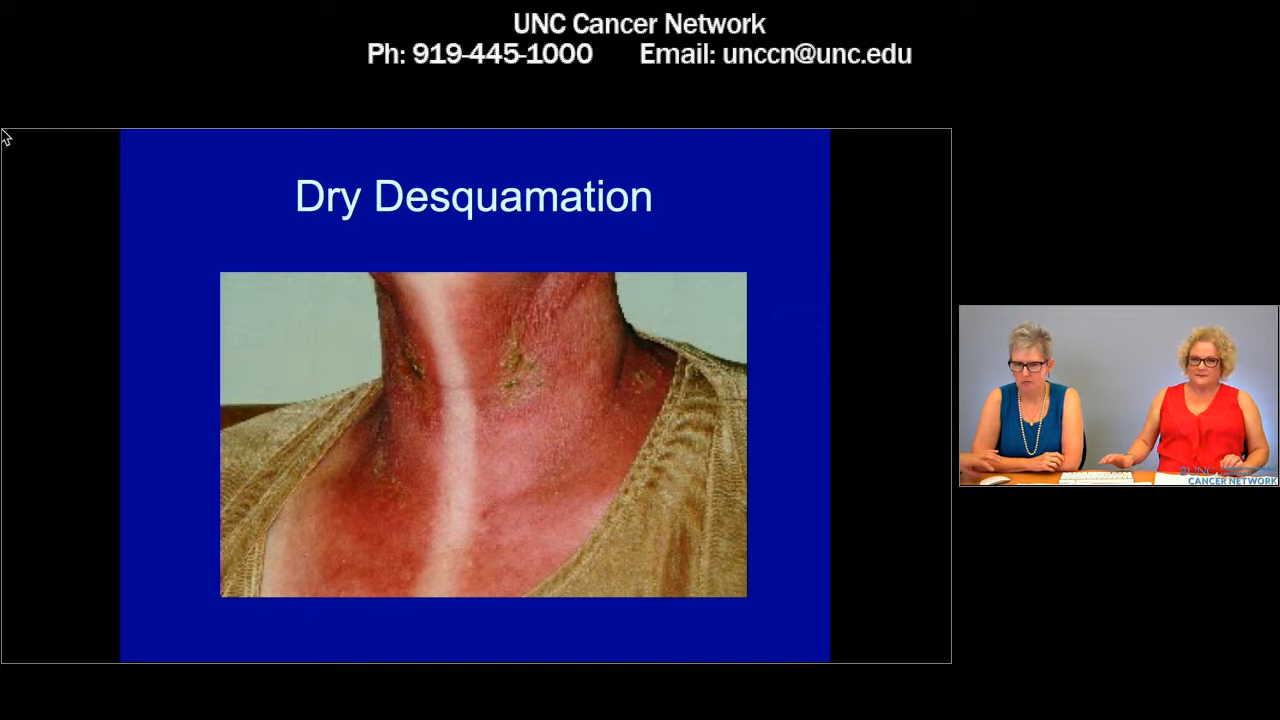 UNC Cancer Network
Ph: 919-445-1000 Email: unccn@unc.edu
Dry Desquamation
UNC
CANCER NETWORK